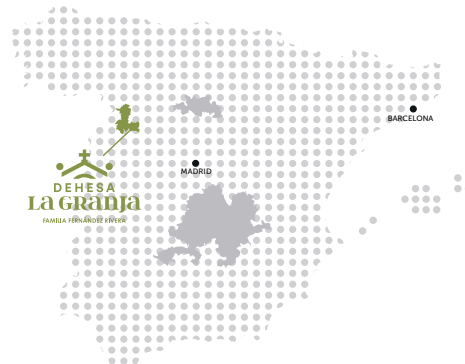 BARCELONA
MADRID
DEHESA
LA GRANJA
FAMILIA FERNÁNDEZ RIVERA